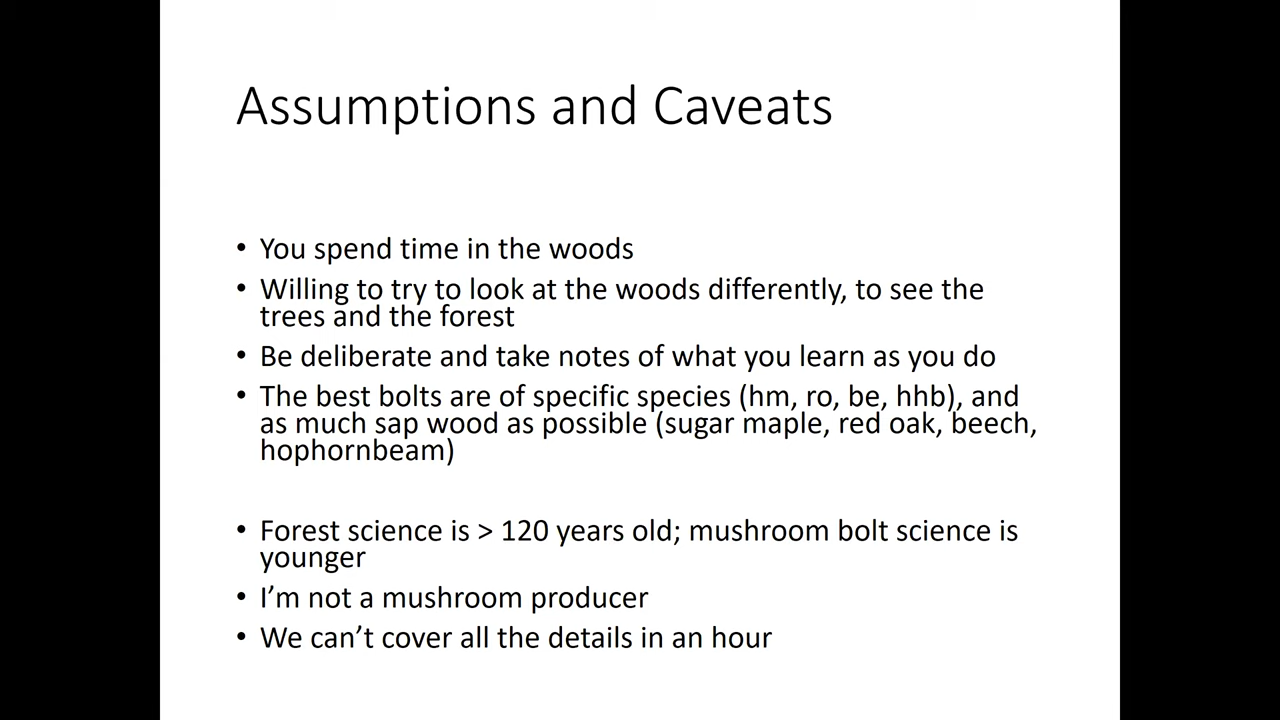 Assumptions and Caveats
• You spend time in the woods
• Willing to try to look at the woods differently, to see the
trees and the forest
• Be deliberate and take notes of what you learn as you do
• The best bolts are of specific species (hm, ro, be, hhb), and
as much sap wood as possible (sugar maple, red oak, beech,
hophornbeam)
• Forest science is > 120 years old; mushroom bolt science is
younger
• I’m not a mushroom producer
• We can’t cover all the details in an hour